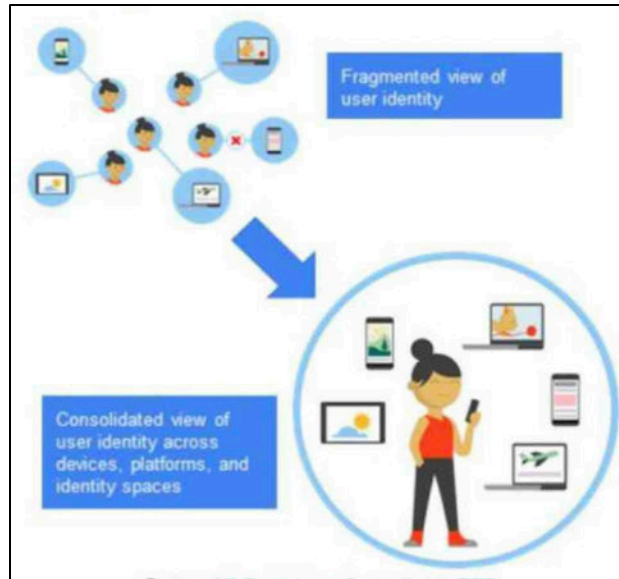 Fragmented view of
user identity
Consolidated view of
user identity across
devices, platforms, and
identity spaces